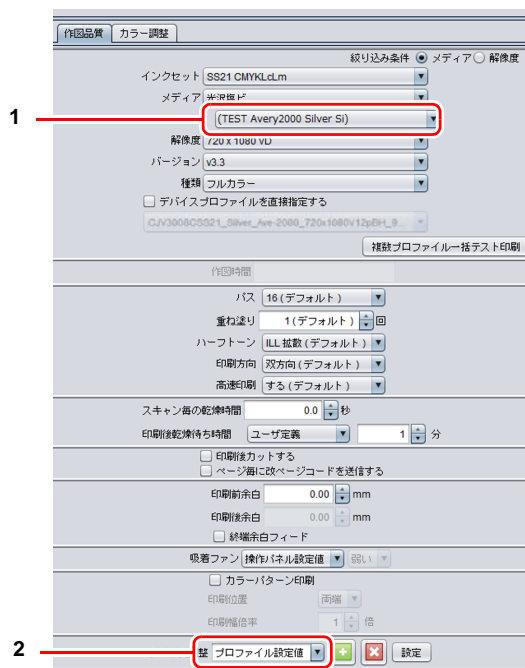 作図品質 カラー調整
絞り込み条件 メディア 解像度
インクセット SS21 CMYKLcLm
メディア 光沢塩ビ
1 (TEST Avery2000 Silver Si)
解像度 720 x 1080 VD
バージョン v3.3
種類 フルカラー
デバイスプロファイルを直接指定する
CJV3008CSS21_Silver_Ave-2000_720x1080V12pBH_9...
複数プロファイル一括テスト印刷
作図時間
パス 16(デフォルト)
重ね塗り 1(デフォルト) 回
ハーフトーン ILL 拡散(デフォルト)
印刷方向 双方向(デフォルト)
高速印刷 する(デフォルト)
スキャン毎の乾燥時間 0.0 秒
印刷後乾燥待ち時間 ユーザ定義 1 分
印刷後カットする
ページ毎に改ページコードを送信する
印刷前余白 0.00 mm
印刷後余白 0.00 mm
終端余白フィード
吸着ファン 操作パネル設定値 弱い
カラーパターン印刷
印刷位置 両端
印刷幅倍率 1 倍
2 整 プロファイル設定値 設定